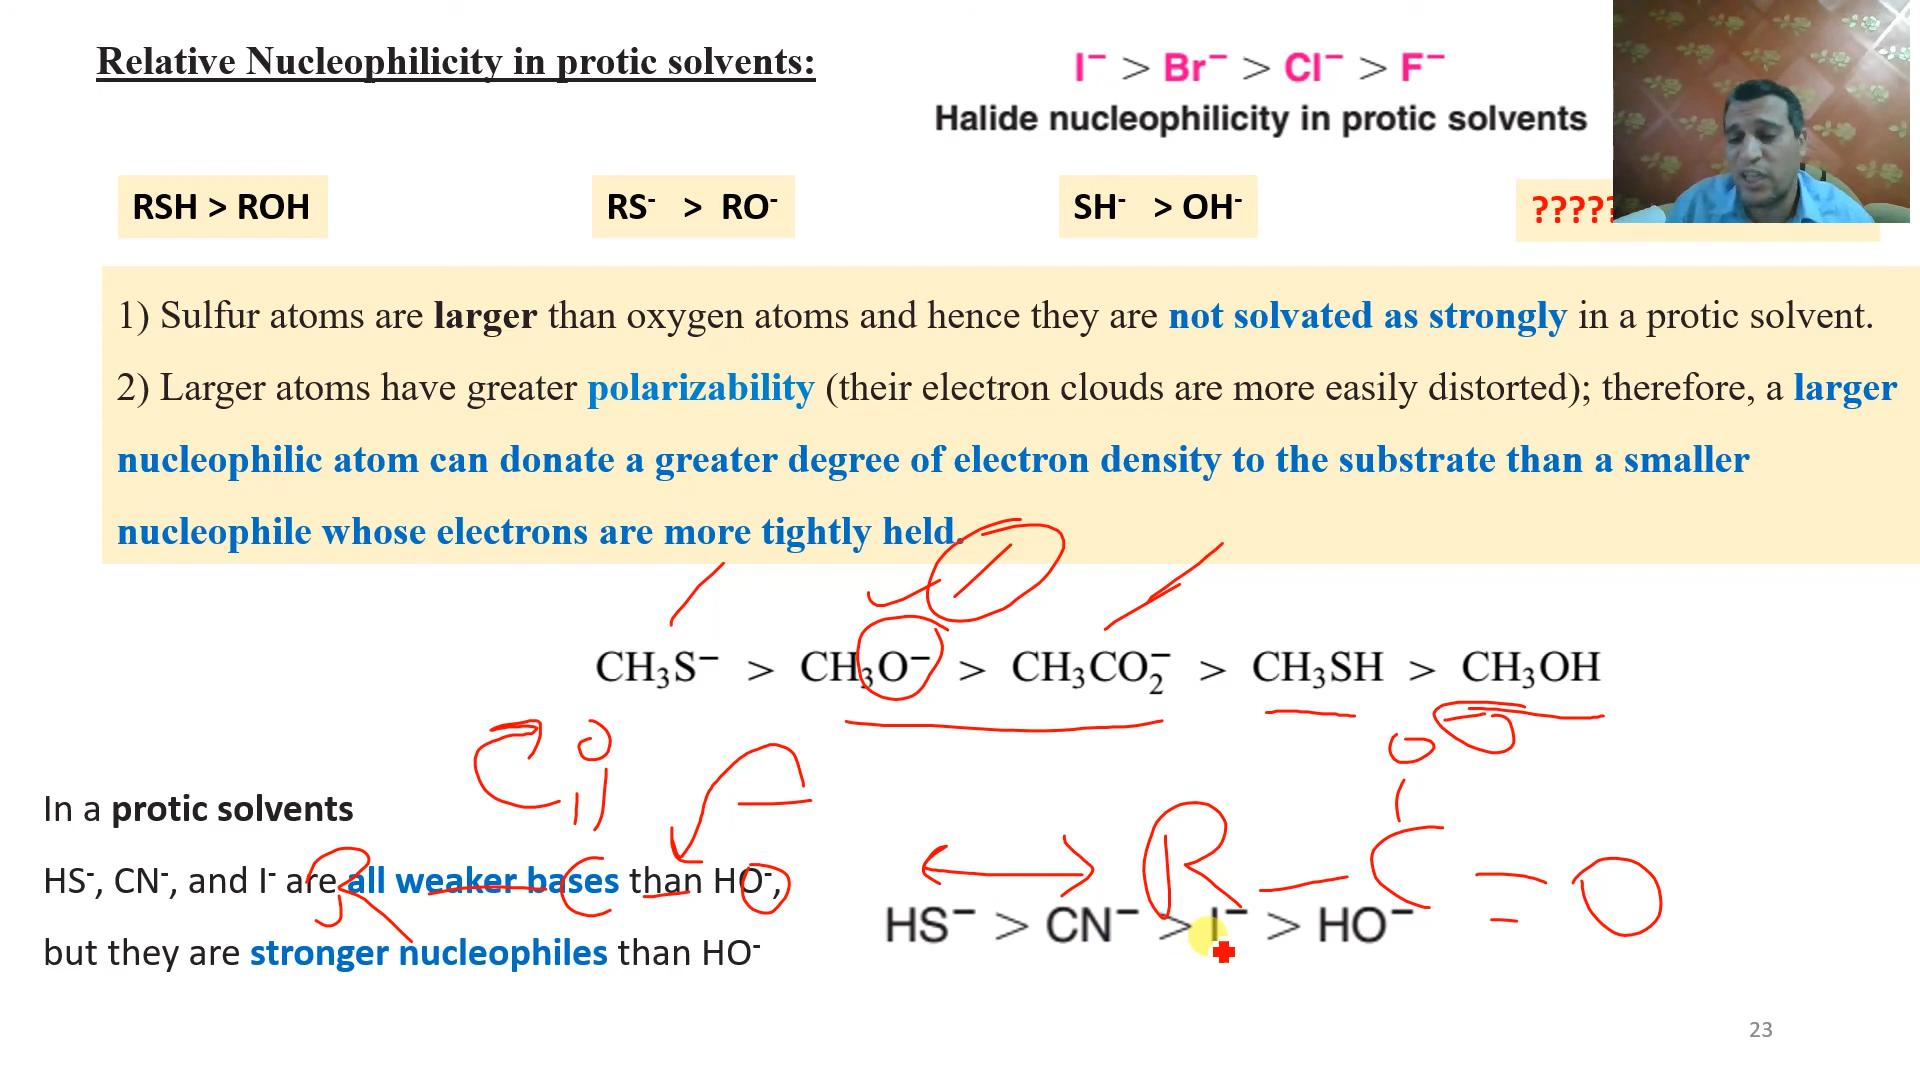 Relative Nucleophilicity in protic solvents:
I⁻ > Br⁻ > Cl⁻ > F⁻
Halide nucleophilicity in protic solvents
RSH > ROH
RS⁻ > RO⁻
SH⁻ > OH⁻
?????
1) Sulfur atoms are larger than oxygen atoms and hence they are not solvated as strongly in a protic solvent.
2) Larger atoms have greater polarizability (their electron clouds are more easily distorted); therefore, a larger
nucleophilic atom can donate a greater degree of electron density to the substrate than a smaller
nucleophile whose electrons are more tightly held.
CH₃S⁻ > CH₃O⁻ > CH₃CO₂⁻ > CH₃SH > CH₃OH
O
R – C – O
O
R – C = O
In a protic solvents
HS⁻, CN⁻, and I⁻ are all weaker bases than HO⁻,
but they are stronger nucleophiles than HO⁻
HS⁻ > CN⁻ > I⁻ > HO⁻
23